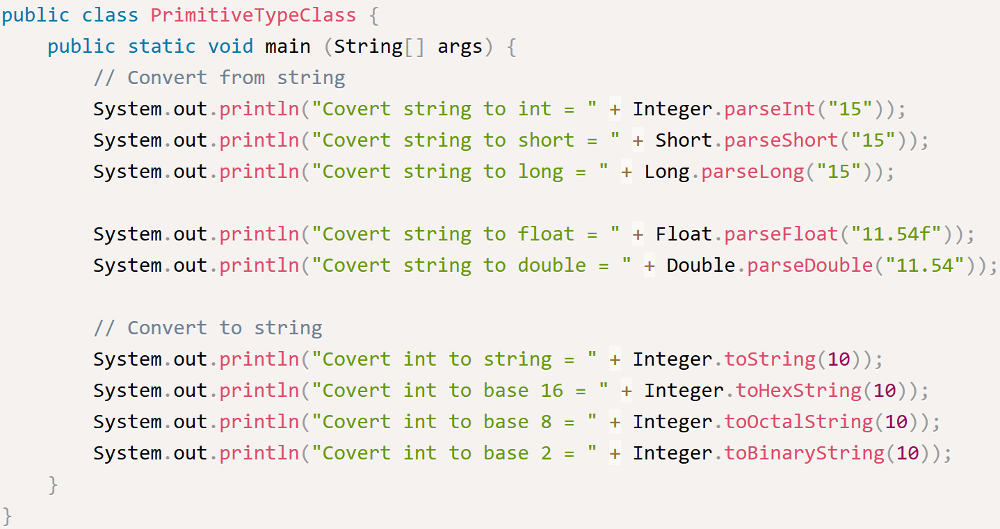 public class PrimitiveTypeClass {
    public static void main (String[] args) {
        // Convert from string
        System.out.println("Covert string to int = " + Integer.parseInt("15"));
        System.out.println("Covert string to short = " + Short.parseShort("15"));
        System.out.println("Covert string to long = " + Long.parseLong("15"));

        System.out.println("Covert string to float = " + Float.parseFloat("11.54f"));
        System.out.println("Covert string to double = " + Double.parseDouble("11.54"));

        // Convert to string
        System.out.println("Covert int to string = " + Integer.toString(10));
        System.out.println("Covert int to base 16 = " + Integer.toHexString(10));
        System.out.println("Covert int to base 8 = " + Integer.toOctalString(10));
        System.out.println("Covert int to base 2 = " + Integer.toBinaryString(10));
    }
}